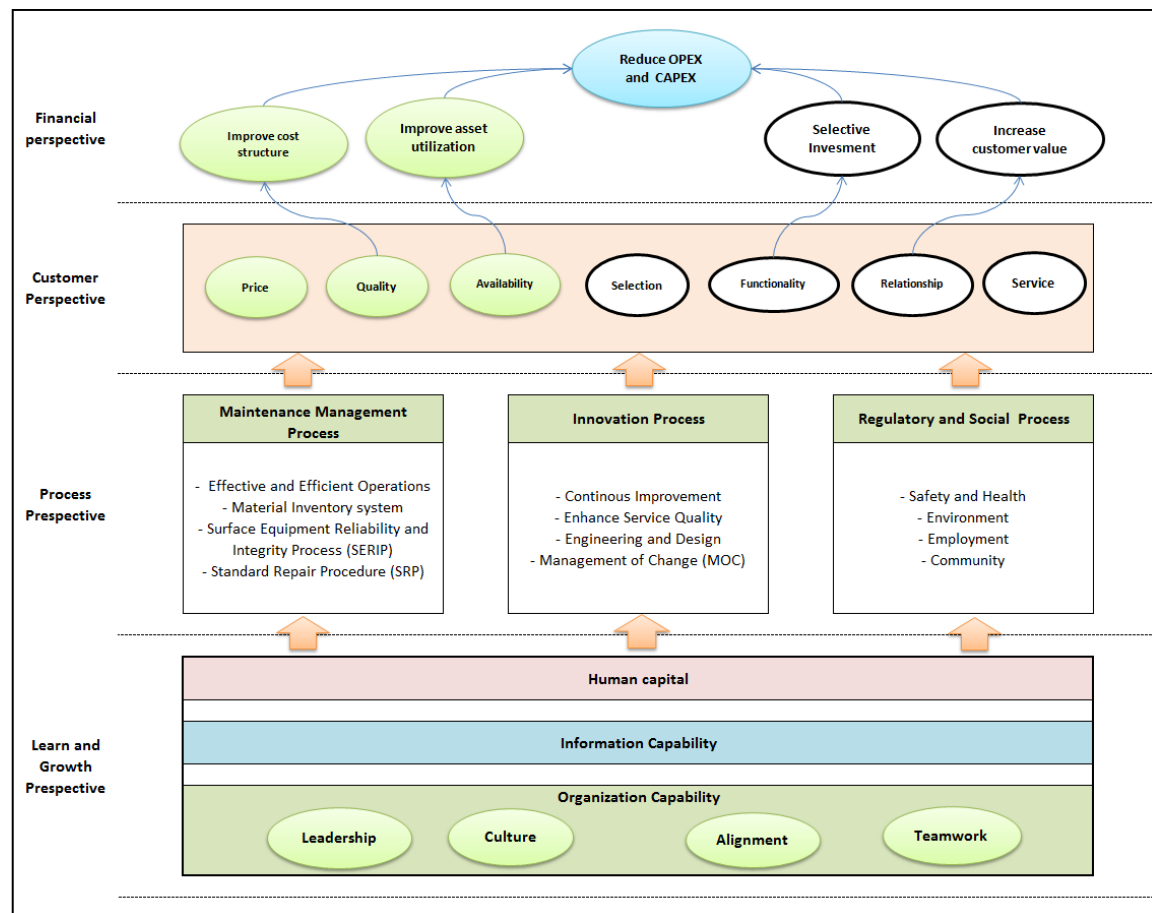 Reduce OPEX
and CAPEX
Financial
perspective
Improve cost
structure
Improve asset
utilization
Selective
Invesment
Increase
customer value
Customer
Perspective
Price
Quality
Availability
Selection
Functionality
Relationship
Service
Process
Prespective
Maintenance Management
Process
- Effective and Efficient Operations
- Material Inventory system
- Surface Equipment Reliability and
Integrity Process (SERIP)
- Standard Repair Procedure (SRP)
Innovation Process
- Continous Improvement
- Enhance Service Quality
- Engineering and Design
- Management of Change (MOC)
Regulatory and Social Process
- Safety and Health
- Environment
- Employment
- Community
Learn and
Growth
Prespective
Human capital
Information Capability
Organization Capability
Leadership
Culture
Alignment
Teamwork